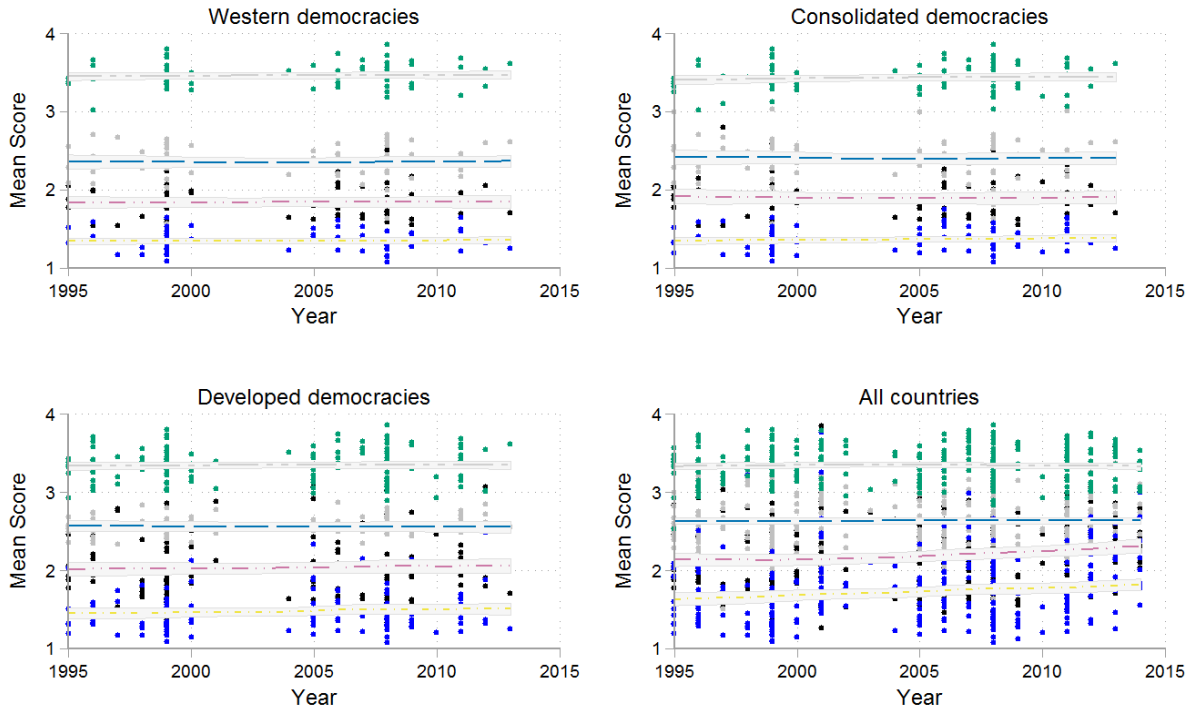 Western democracies
4
3
2
1
Mean Score
1995 2000 2005 2010 2015
Year
Consolidated democracies
4
3
2
1
Mean Score
1995 2000 2005 2010 2015
Year
Developed democracies
4
3
2
1
Mean Score
1995 2000 2005 2010 2015
Year
All countries
4
3
2
1
Mean Score
1995 2000 2005 2010 2015
Year